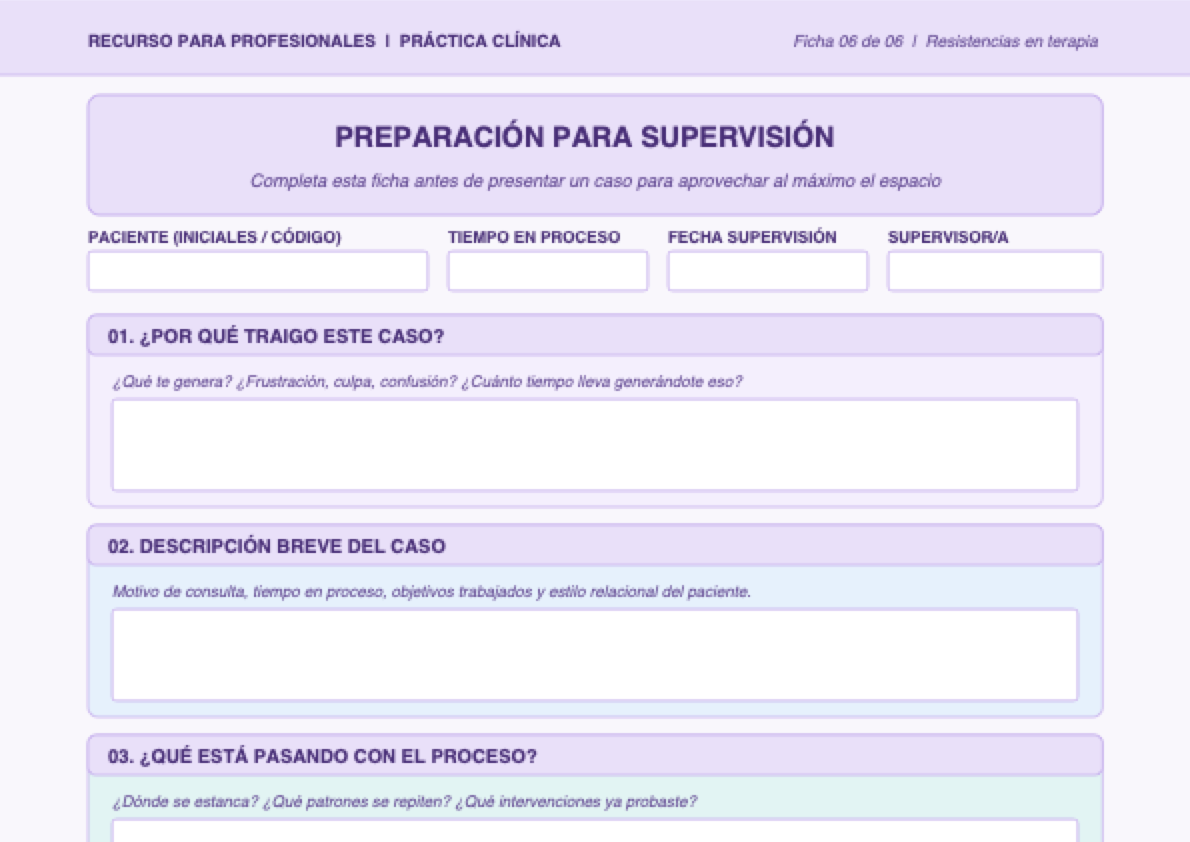 RECURSO PARA PROFESIONALES | PRÁCTICA CLÍNICA
Ficha 06 de 06 | Resistencias en terapia
PREPARACIÓN PARA SUPERVISIÓN
Completa esta ficha antes de presentar un caso para aprovechar al máximo el espacio
PACIENTE (INICIALES / CÓDIGO)
TIEMPO EN PROCESO
FECHA SUPERVISIÓN
SUPERVISOR/A
01. ¿POR QUÉ TRAIGO ESTE CASO?
¿Qué te genera? ¿Frustración, culpa, confusión? ¿Cuánto tiempo lleva generándote eso?
02. DESCRIPCIÓN BREVE DEL CASO
Motivo de consulta, tiempo en proceso, objetivos trabajados y estilo relacional del paciente.
03. ¿QUÉ ESTÁ PASANDO CON EL PROCESO?
¿Dónde se estanca? ¿Qué patrones se repiten? ¿Qué intervenciones ya probaste?